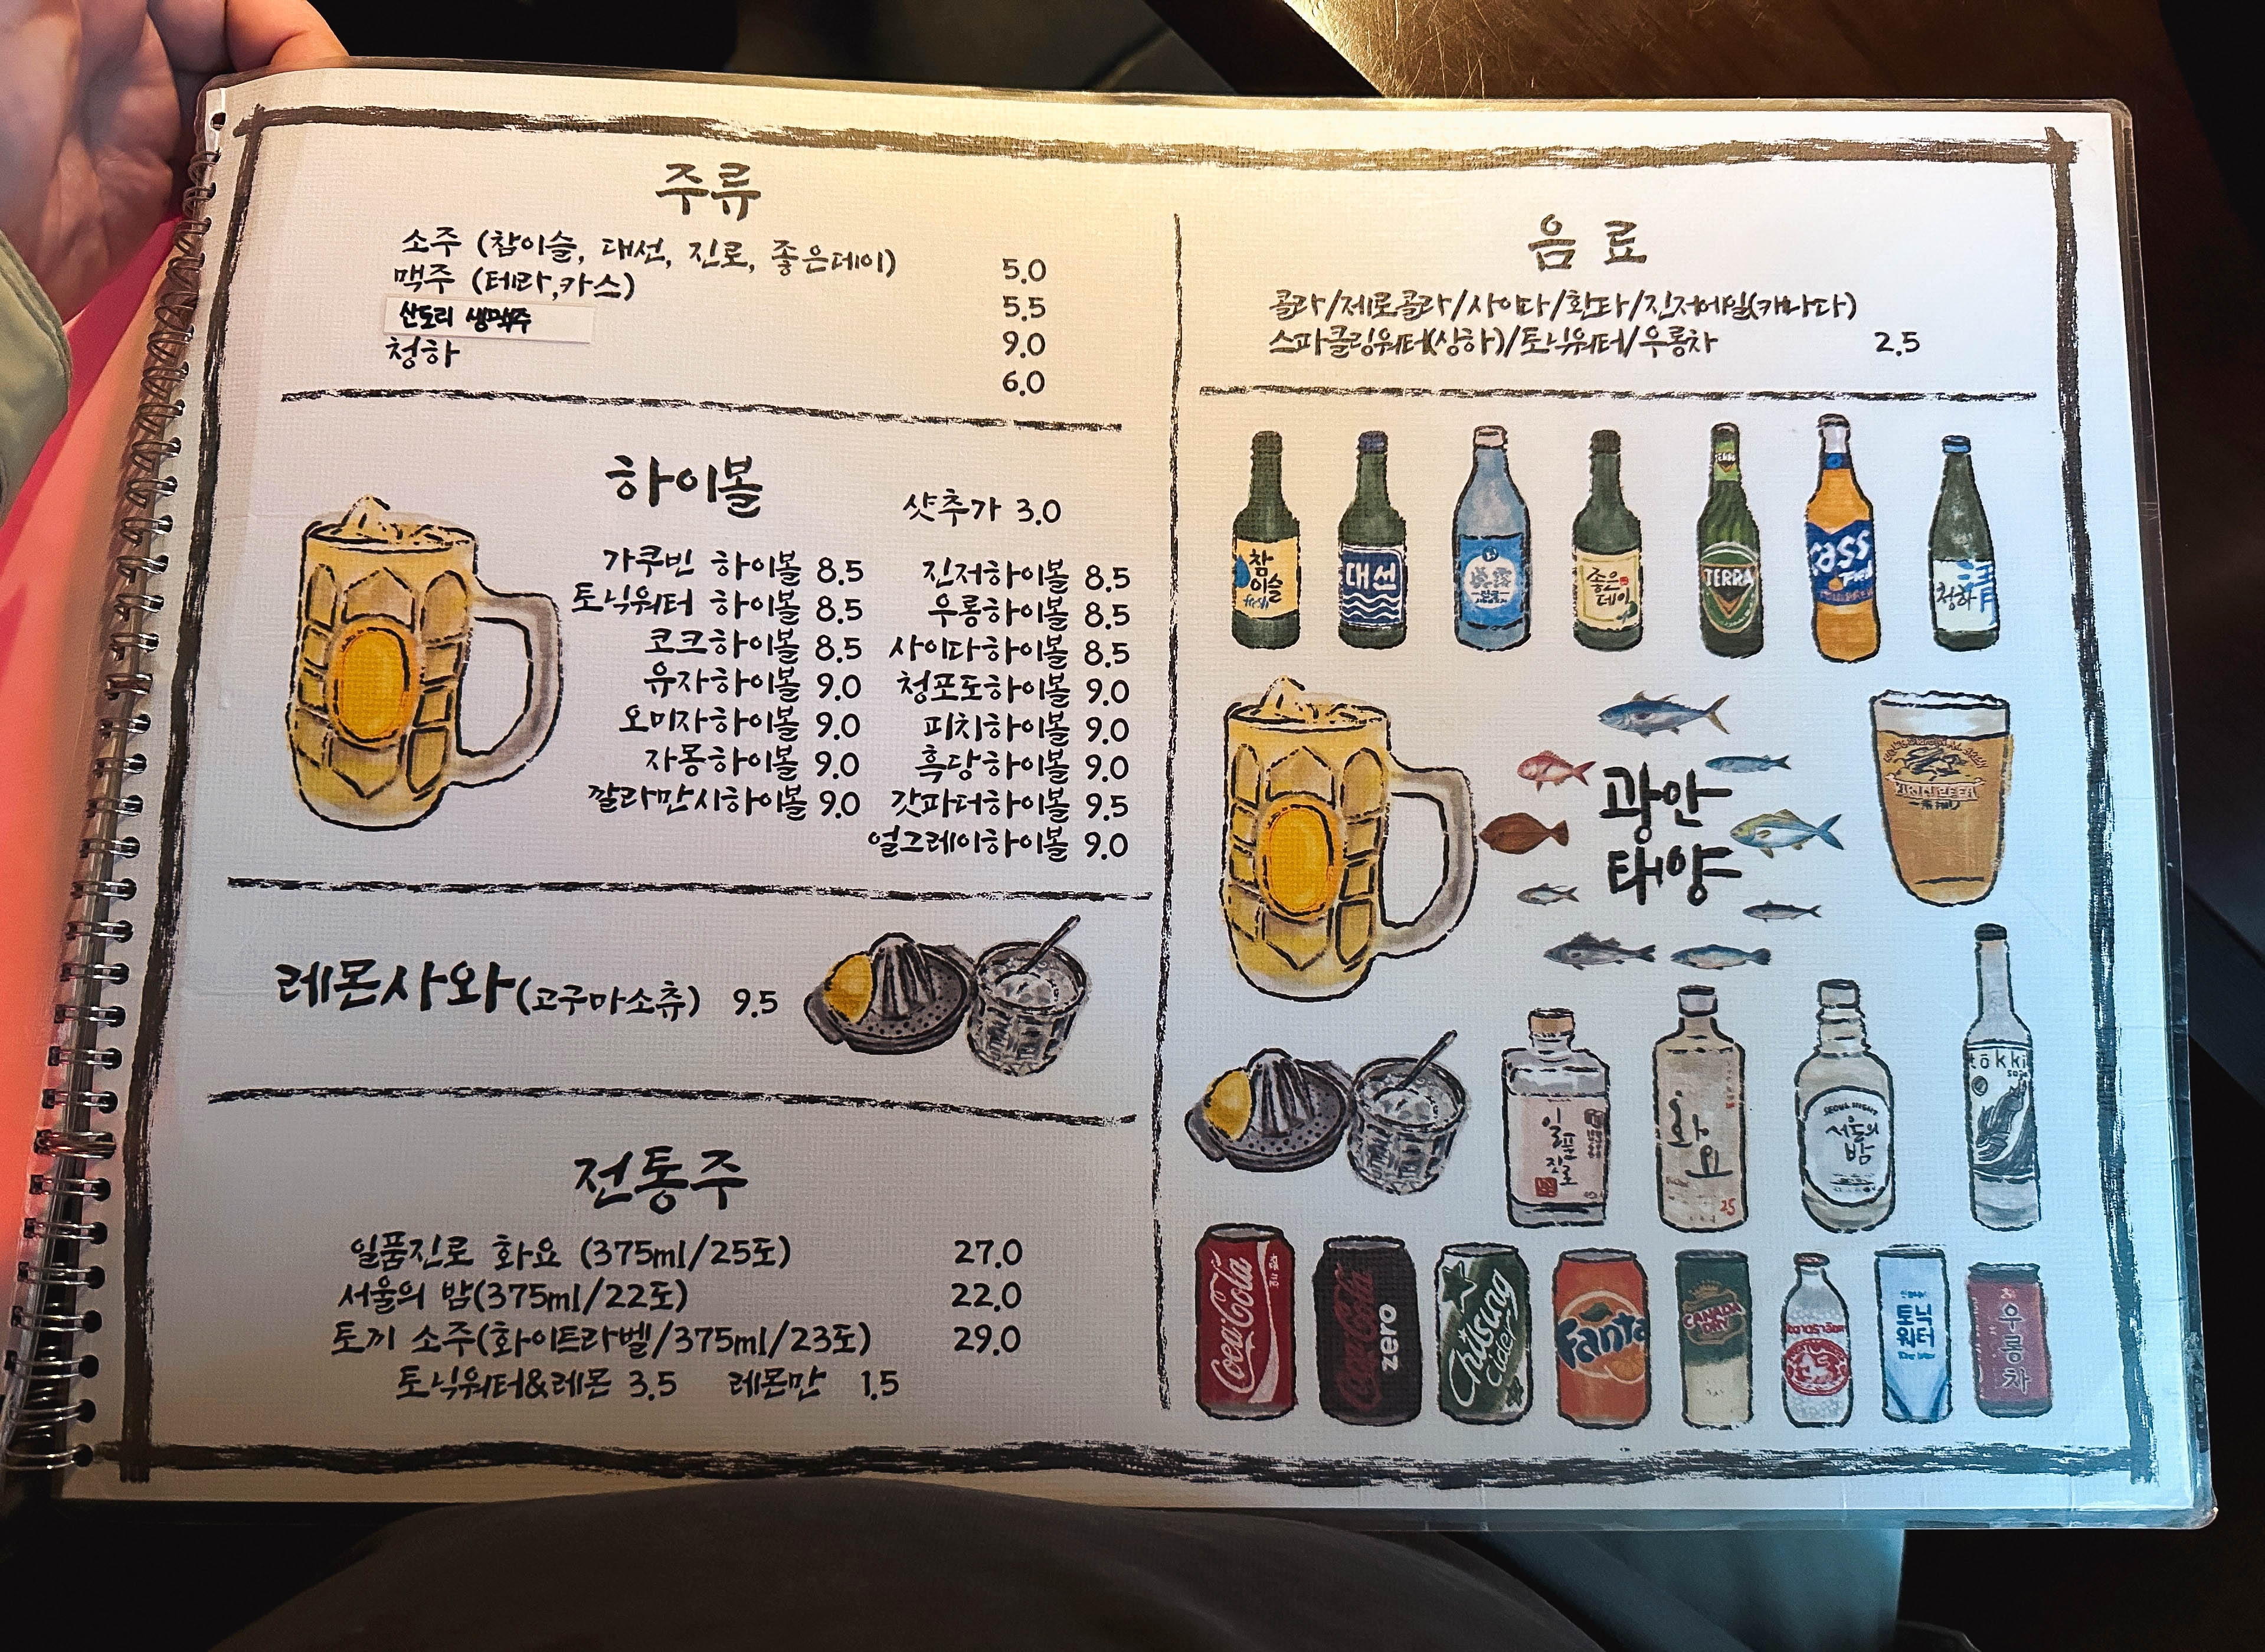 주류
소주 (참이슬, 대선, 진로, 좋은데이) 5.0
맥주 (테라,카스) 5.5
산토리 생맥주 9.0
청하 6.0
하이볼
샷추가 3.0
가쿠빈 하이볼 8.5
토닉워터 하이볼 8.5
코크하이볼 8.5
유자하이볼 9.0
오미자하이볼 9.0
자몽하이볼 9.0
깔라만시하이볼 9.0
진저하이볼 8.5
우롱하이볼 8.5
사이다하이볼 8.5
청포도하이볼 9.0
피치하이볼 9.0
흑당하이볼 9.0
갓파더하이볼 9.5
얼그레이하이볼 9.0
레몬사와(고구마소츄) 9.5
전통주
일품진로 화요 (375ml/25도) 27.0
서울의 밤(375ml/22도) 22.0
토끼 소주(화이트라벨/375ml/23도) 29.0
토닉워터&레몬 3.5 레몬만 1.5
음료
콜라/제로콜라/사이다/환타/진저에일(캐나다)
스파클링워터(싱하)/토닉워터/우롱차 2.5
참
이슬
fresh
대선
좋은
데이
TERRA
TERRA
Cass
Fresh
청하
淸
광안
태양
KIRIN BEER
일품
진로
화
요
25
SEOUL NIGHT
서울의
밤
tokki
soju
Coca-Cola
Coca-Cola
zero
Chilsung
Cider
Fanta
CANADA
DRY
토닉
워터
우롱차